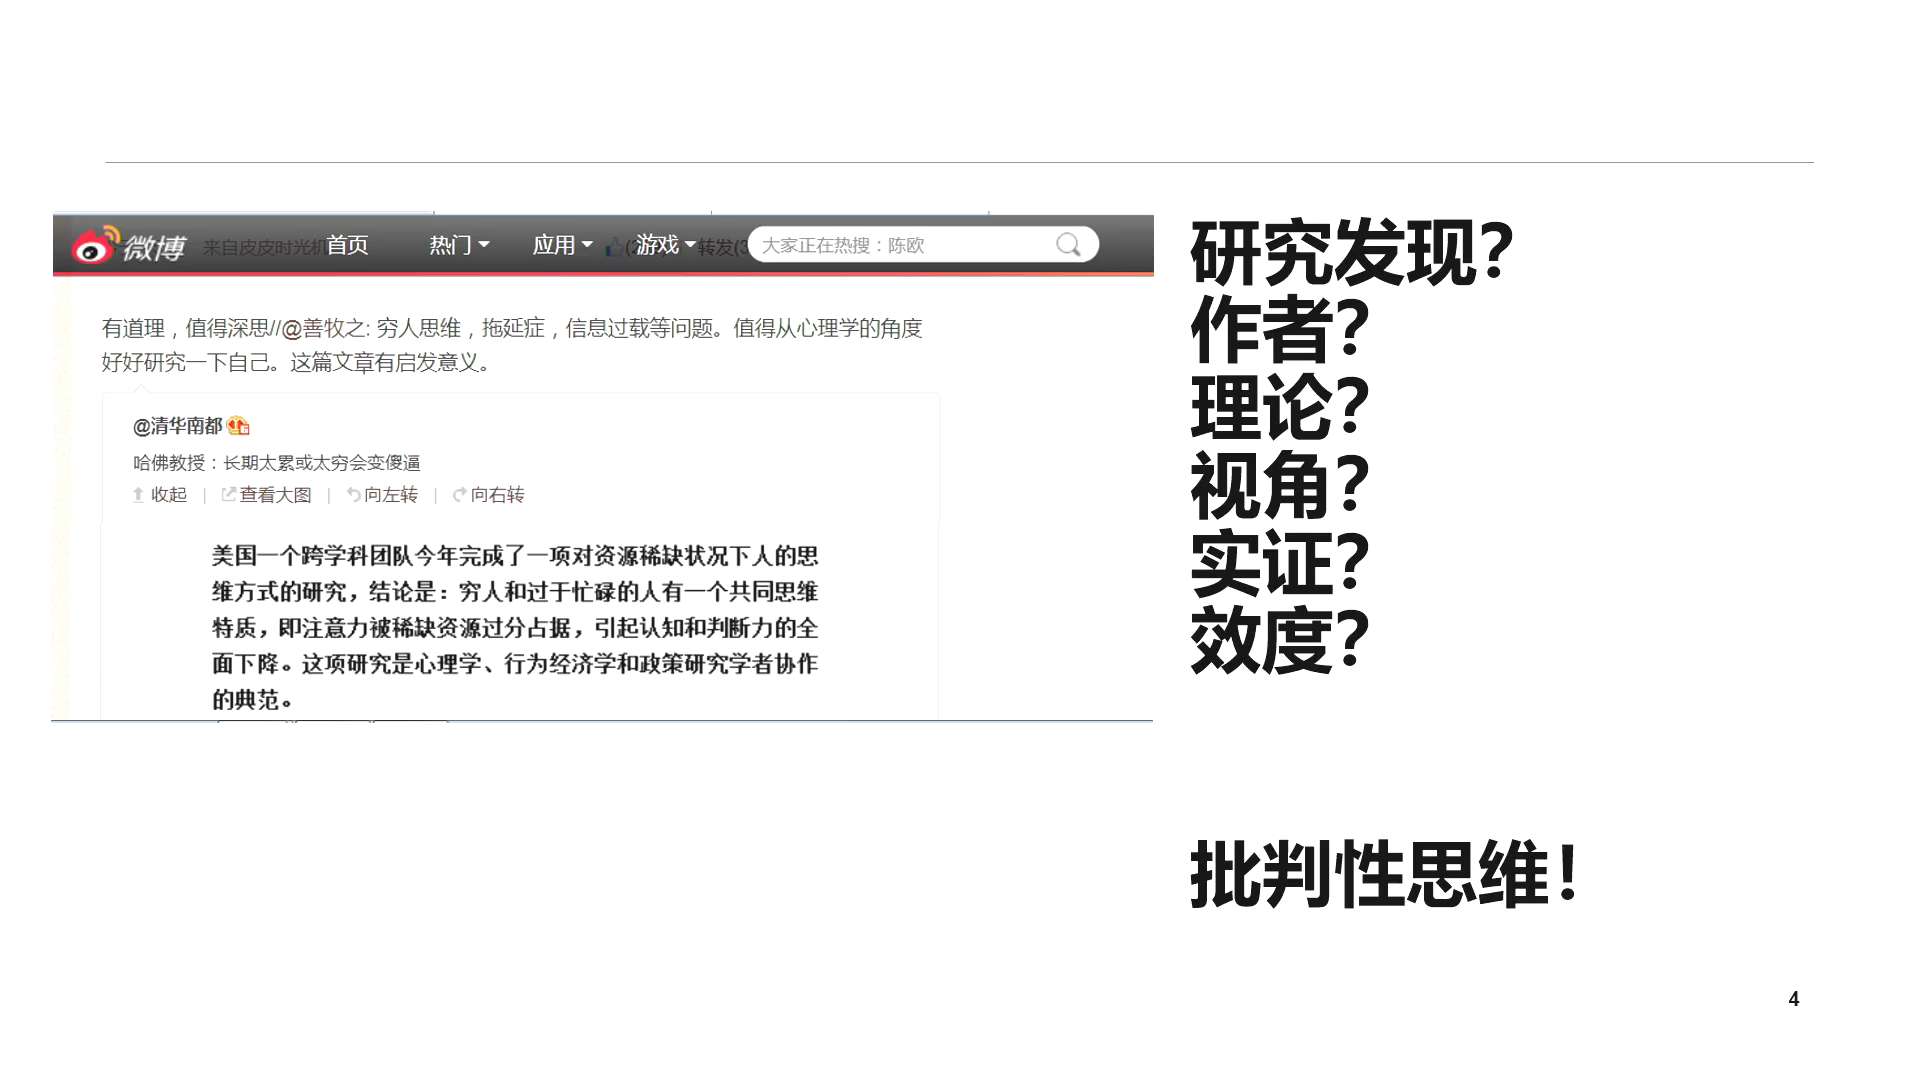 微博 来自皮皮时光机 首页 热门 应用 游戏 转发(3 大家正在热搜：陈欧
有道理，值得深思//@善牧之: 穷人思维，拖延症，信息过载等问题。值得从心理学的角度
好好研究一下自己。这篇文章有启发意义。
@清华南都
哈佛教授：长期太累或太穷会变傻逼
收起 | 查看大图 | 向左转 | 向右转
美国一个跨学科团队今年完成了一项对资源稀缺状况下人的思
维方式的研究，结论是：穷人和过于忙碌的人有一个共同思维
特质，即注意力被稀缺资源过分占据，引起认知和判断力的全
面下降。这项研究是心理学、行为经济学和政策研究学者协作
的典范。
研究发现？
作者？
理论？
视角？
实证？
效度？
批判性思维！
4